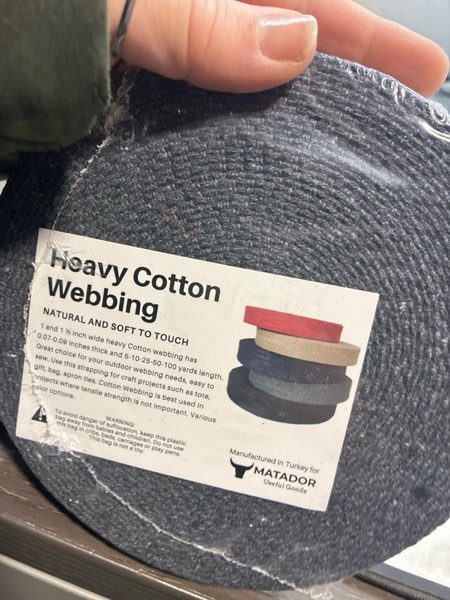 Heavy Cotton
Webbing
NATURAL AND SOFT TO TOUCH
1 and 1 ½ inch wide heavy Cotton webbing has
0.07-0.09 inches thick and 5-10-25-50-100 yards length.
Great choice for your outdoor webbing needs, easy to
sew. Use this strapping for craft projects such as tote,
gift, bag, apron ties. Cotton Webbing is best used in
projects where tensile strength is not important. Various
color options.
WARNING:
To avoid danger of suffocation, keep this plastic
bag away from babies and children. Do not use
this bag in cribs, beds, carriages or play pens.
This bag is not a toy.
Manufactured in Turkey for
MATADOR
Useful Goods